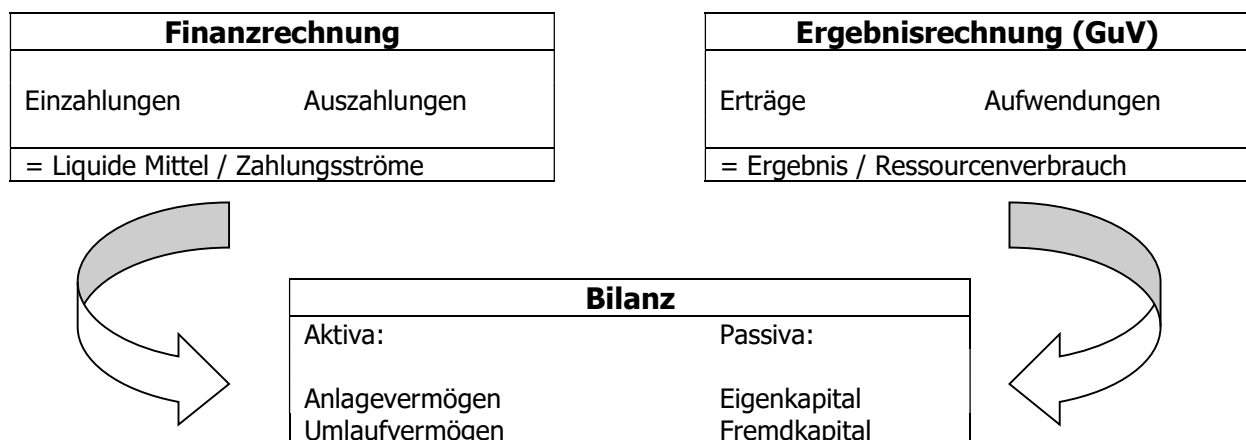 Finanzrechnung
Einzahlungen Auszahlungen
= Liquide Mittel / Zahlungsströme
Ergebnisrechnung (GuV)
Erträge Aufwendungen
= Ergebnis / Ressourcenverbrauch
Bilanz
Aktiva: Passiva:
Anlagevermögen Eigenkapital
Umlaufvermögen Fremdkapital